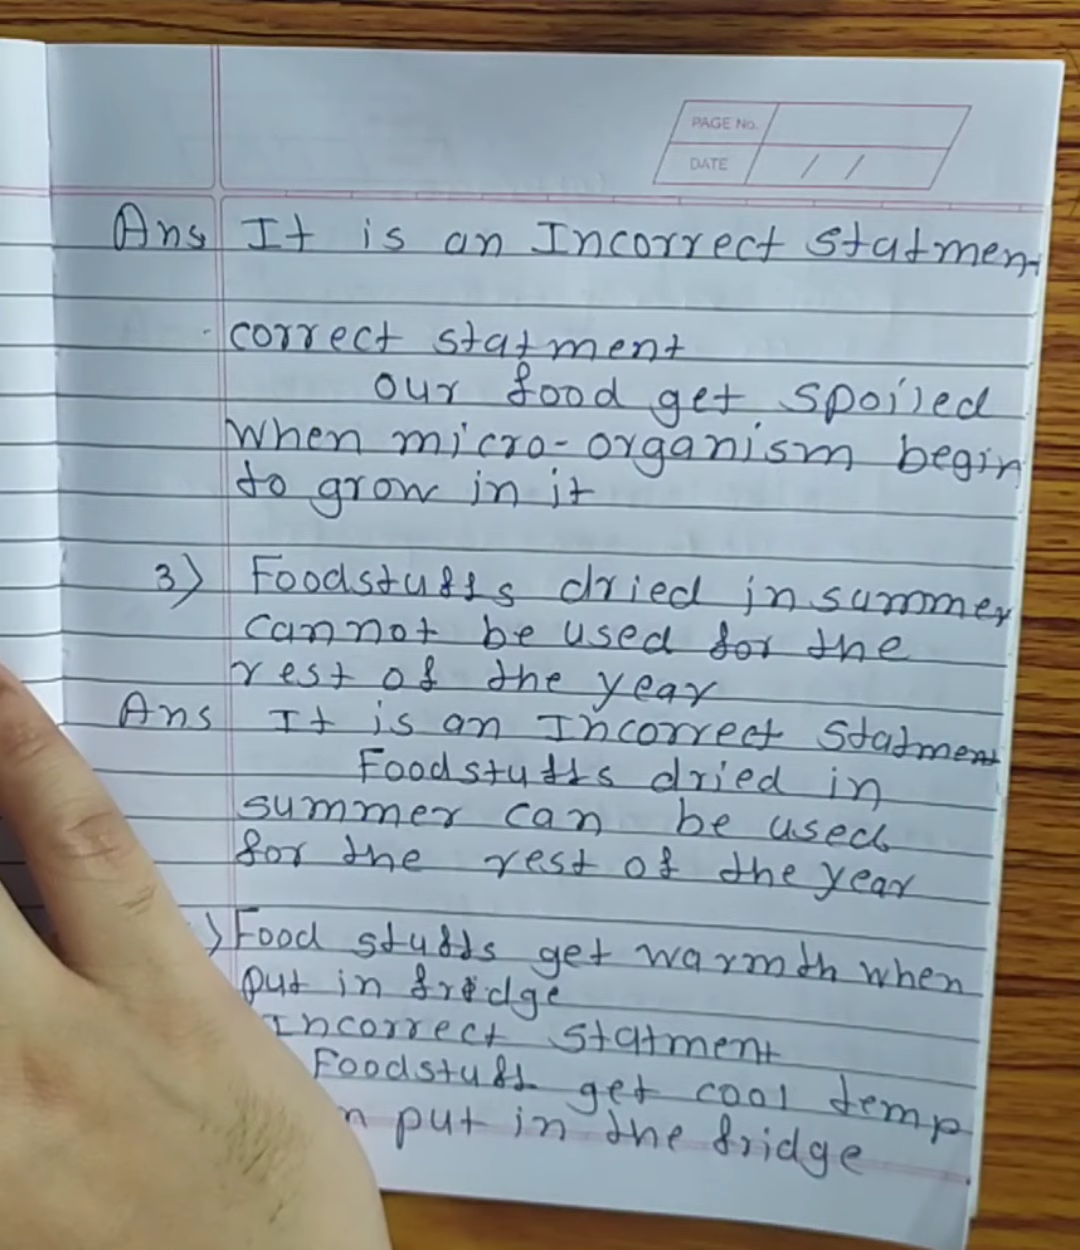 PAGE No.
DATE / /
Ans It is an Incorrect statment
correct statment
our food get spoiled
when micro-organism begin
to grow in it
3) Foodstuffs dried in summer
cannot be used for the
rest of the year
Ans It is an Incorrect statment
Foodstuffs dried in
summer can be used
for the rest of the year
) Food stuffs get warmth when
put in fridge
Incorrect statment
Foodstuff get cool temp
n put in the fridge